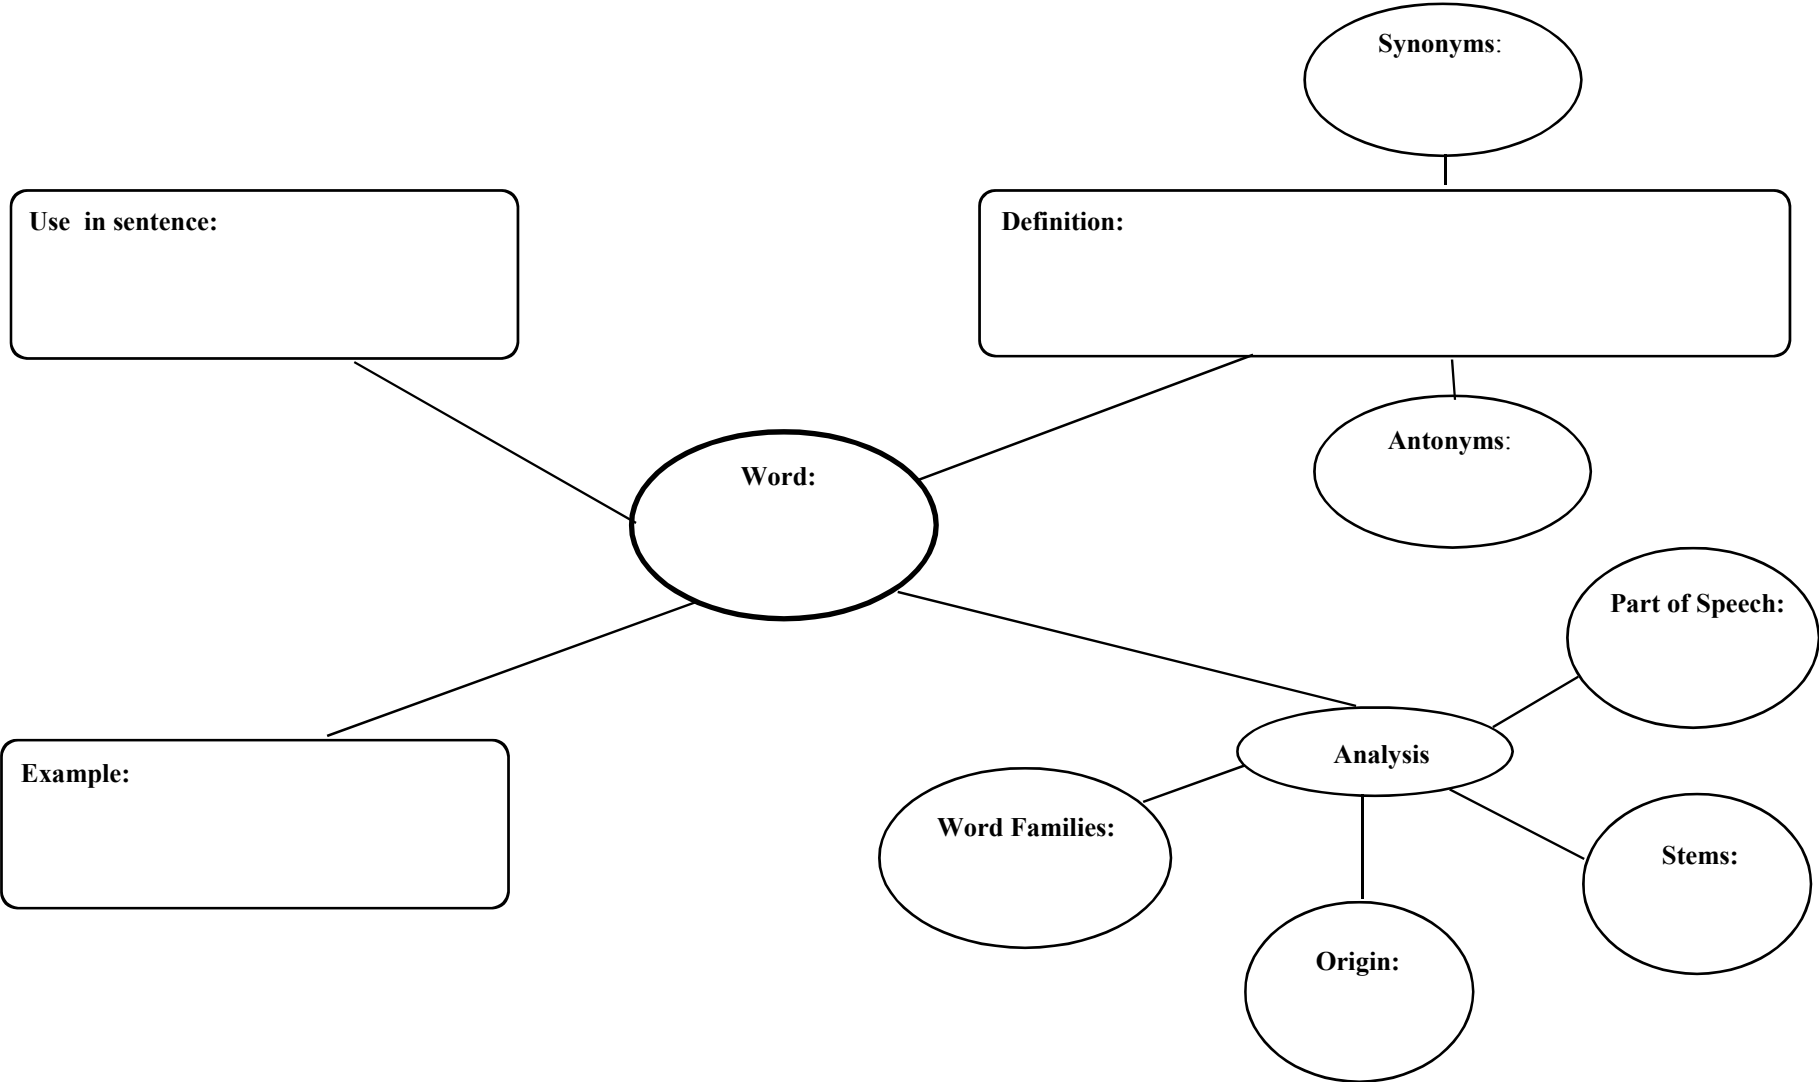 Synonyms:
Use  in sentence:
Definition:
Antonyms:
Word:
Part of Speech:
Analysis
Example:
Word Families:
Stems:
Origin: